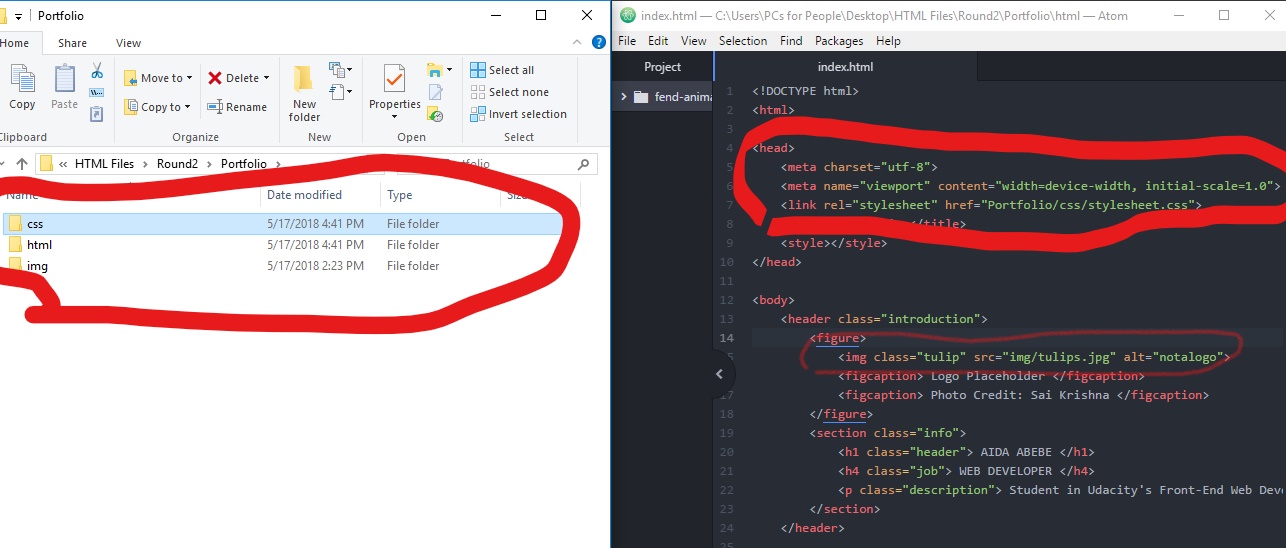 Portfolio
Home Share View
Copy
Paste
Move to
Copy to
Delete
Rename
New
folder
Properties
Select all
Select none
Invert selection
Clipboard
Organize
New
Open
Select
« HTML Files > Round2 > Portfolio >
Date modified Type
css 5/17/2018 4:41 PM File folder
html 5/17/2018 4:41 PM File folder
img 5/17/2018 2:23 PM File folder
index.html — C:\Users\PCs for People\Desktop\HTML Files\Round2\Portfolio\html — Atom
File Edit View Selection Find Packages Help
Project
index.html
fend-anima
1 <!DOCTYPE html>
2 <html>
3
4 <head>
5 <meta charset="utf-8">
6 <meta name="viewport" content="width=device-width, initial-scale=1.0">
7 <link rel="stylesheet" href="Portfolio/css/stylesheet.css">
8 </title>
9 <style></style>
10 </head>
11
12 <body>
13 <header class="introduction">
14 <figure>
15 <img class="tulip" src="img/tulips.jpg" alt="notalogo">
16 <figcaption> Logo Placeholder </figcaption>
17 <figcaption> Photo Credit: Sai Krishna </figcaption>
18 </figure>
19 <section class="info">
20 <h1 class="header"> AIDA ABEBE </h1>
21 <h4 class="job"> WEB DEVELOPER </h4>
22 <p class="description"> Student in Udacity's Front-End Web Deve
23 </section>
24 </header>